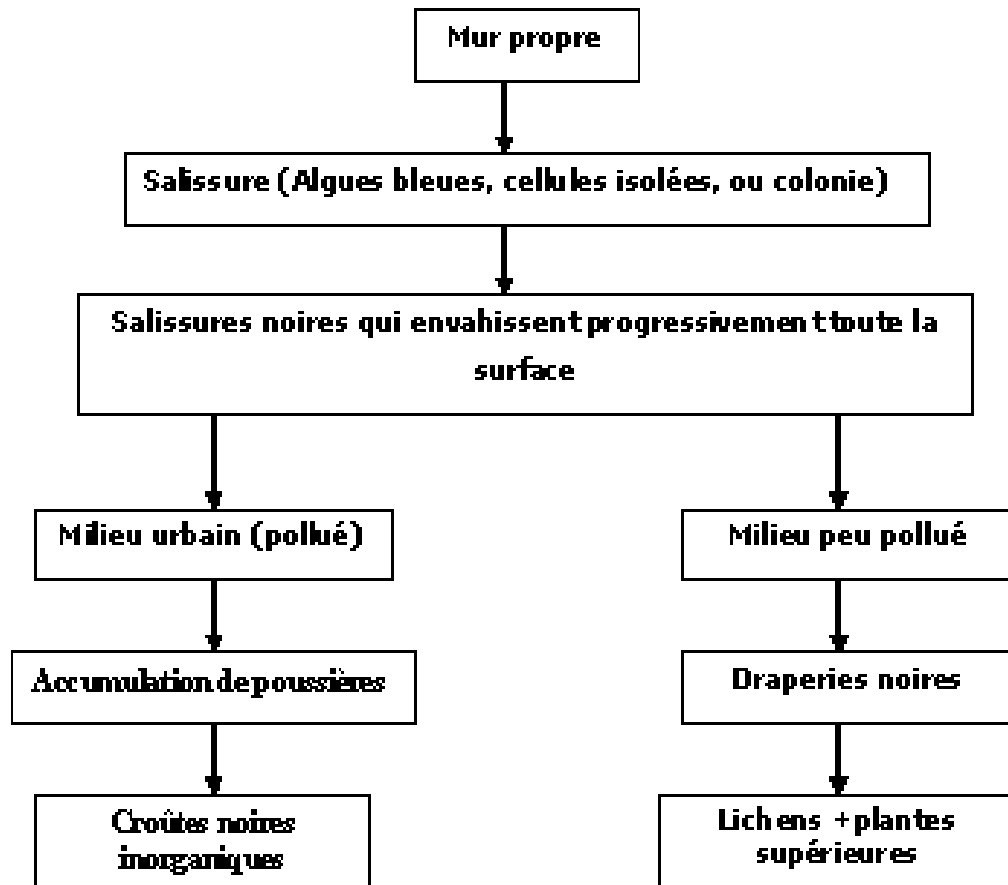 Mur propre
Salissure (Algues bleues, cellules isolées, ou colonie)
Salissures noires qui envahissent progressivement toute la
surface
Milieu urbain (pollué)
Milieu peu pollué
Accumulation de poussières
Draperies noires
Croûtes noires
inorganiques
Lichens + plantes
supérieures